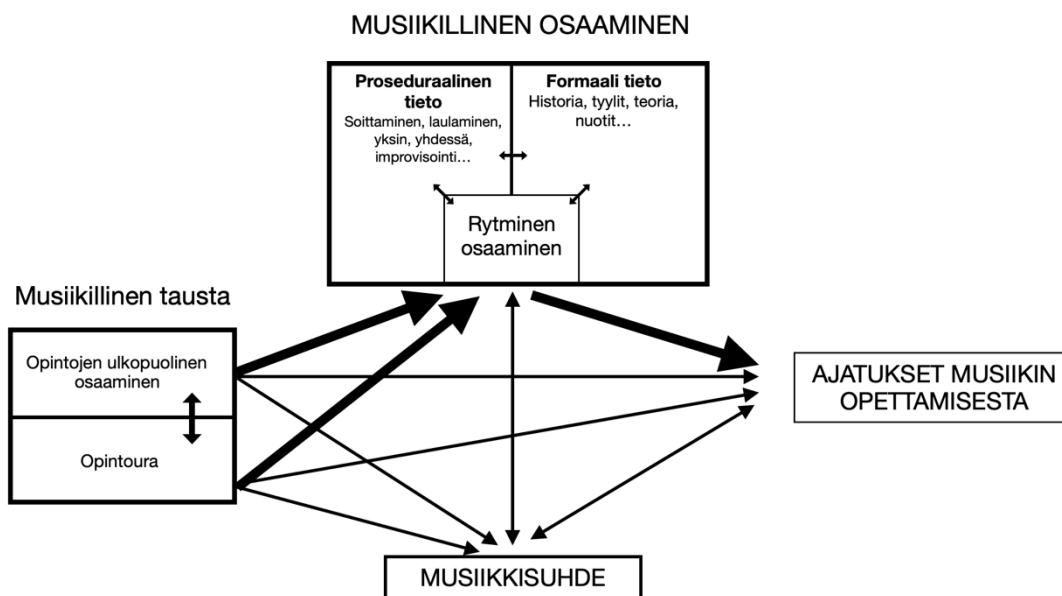 MUSIIKILLINEN OSAAMINEN
Proseduraalinen
tieto
Soittaminen, laulaminen,
yksin, yhdessä,
improvisointi…
Formaali tieto
Historia, tyylit, teoria,
nuotit…
Rytminen
osaaminen
Musiikillinen tausta
Opintojen ulkopuolinen
osaaminen
Opintoura
AJATUKSET MUSIIKIN
OPETTAMISESTA
MUSIIKKISUHDE